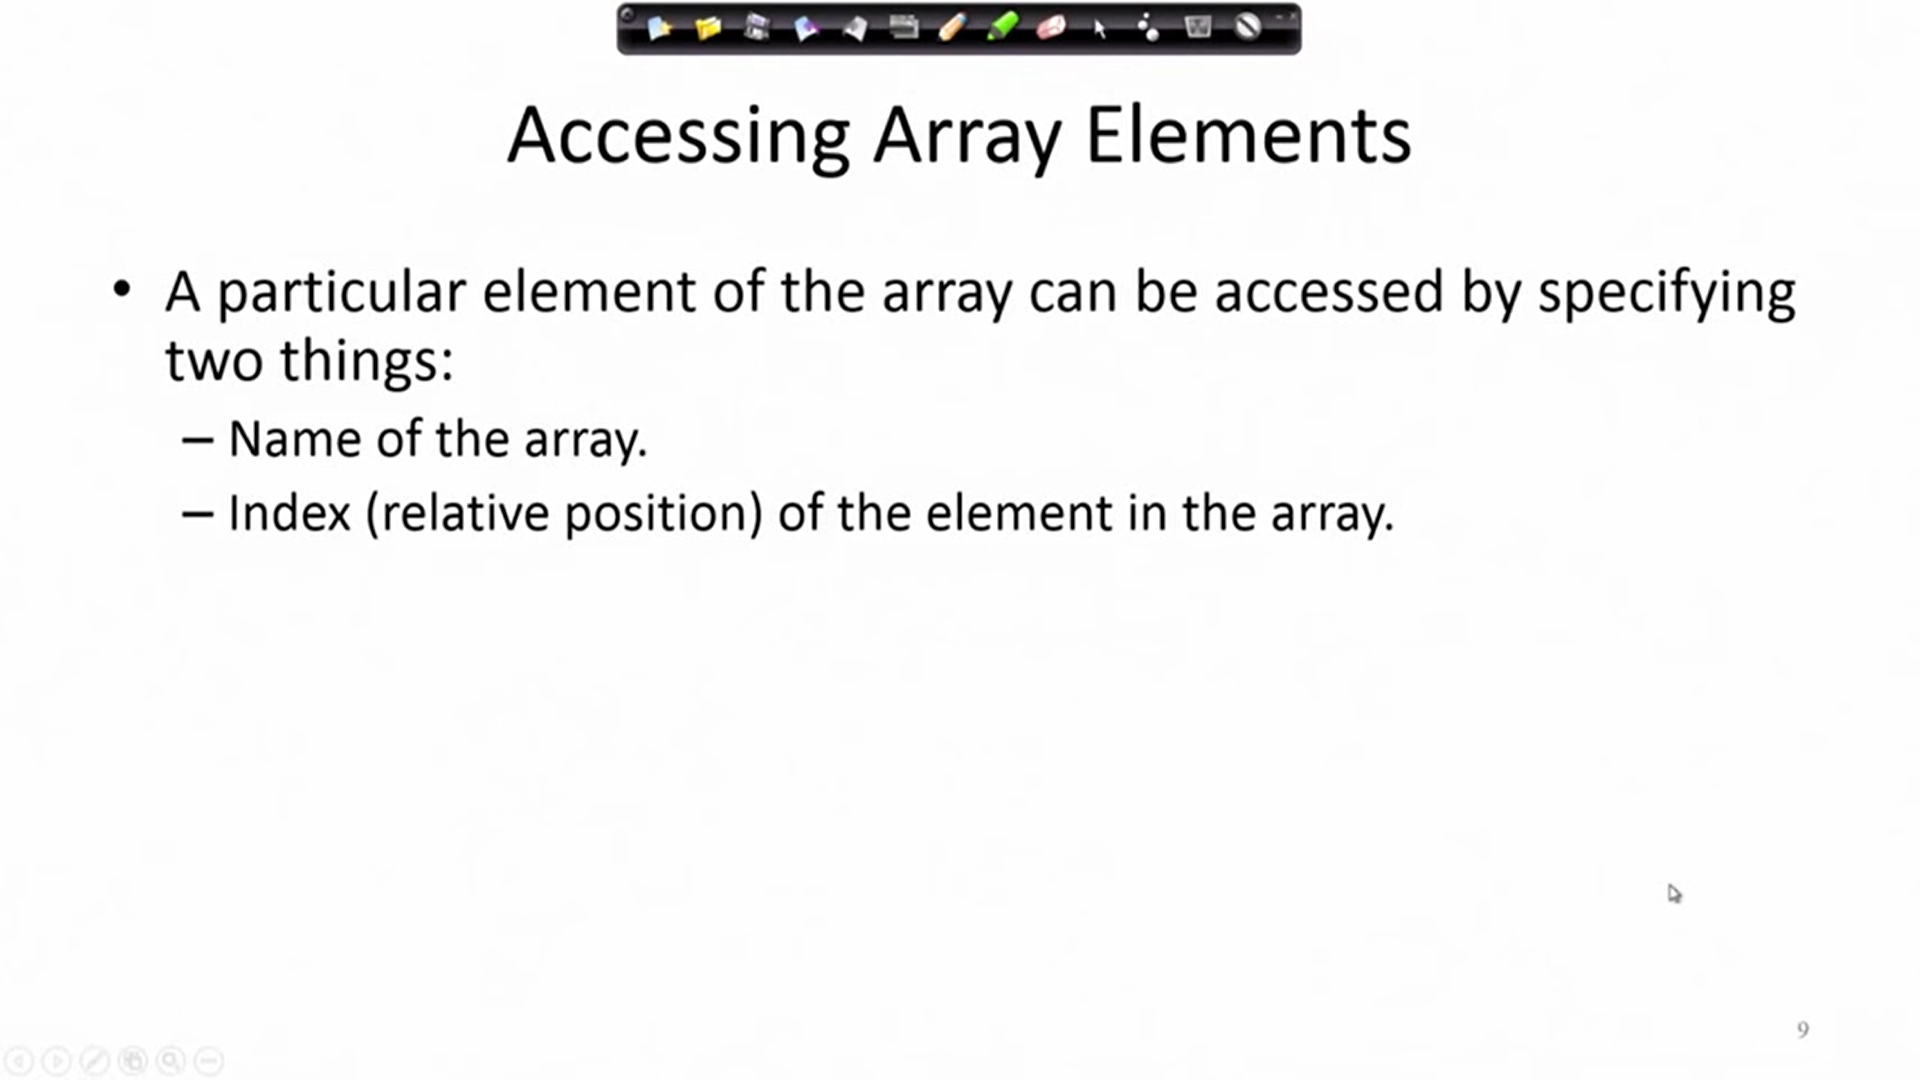 Accessing Array Elements
• A particular element of the array can be accessed by specifying
two things:
– Name of the array.
– Index (relative position) of the element in the array.
9